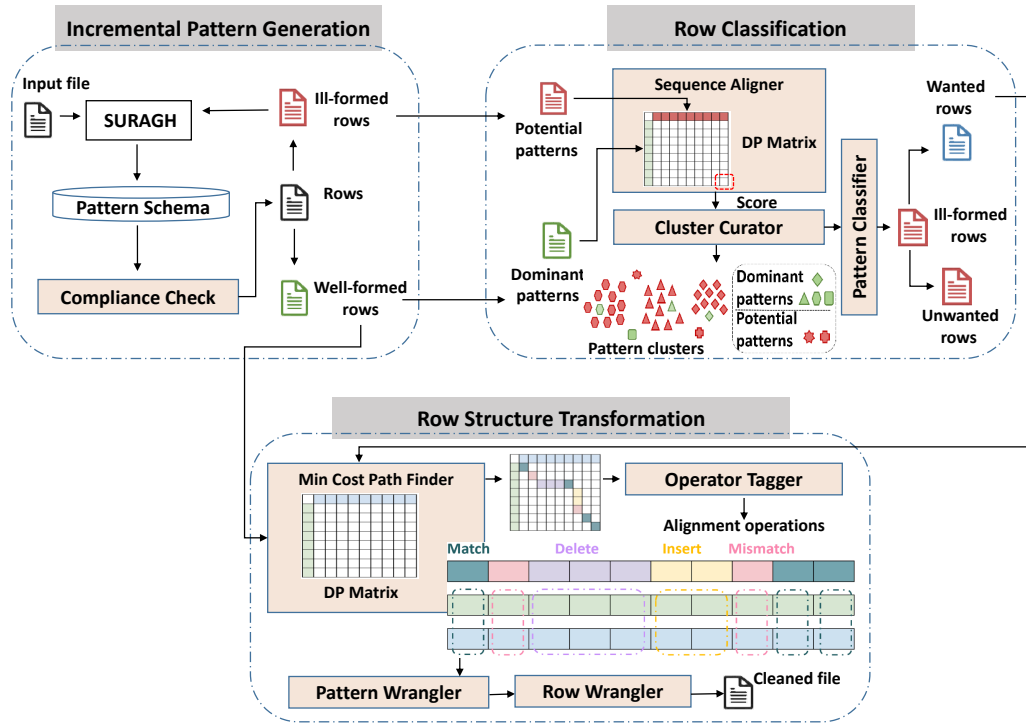 Incremental Pattern Generation
Input file
SURAGH
Ill-formed
rows
Pattern Schema
Rows
Compliance Check
Well-formed
rows
Row Classification
Potential
patterns
Sequence Aligner
DP Matrix
Score
Dominant
patterns
Cluster Curator
Pattern clusters
Dominant
patterns
Potential
patterns
Pattern Classifier
Wanted
rows
Ill-formed
rows
Unwanted
rows
Row Structure Transformation
Min Cost Path Finder
DP Matrix
Operator Tagger
Alignment operations
Match
Delete
Insert
Mismatch
Pattern Wrangler
Row Wrangler
Cleaned file